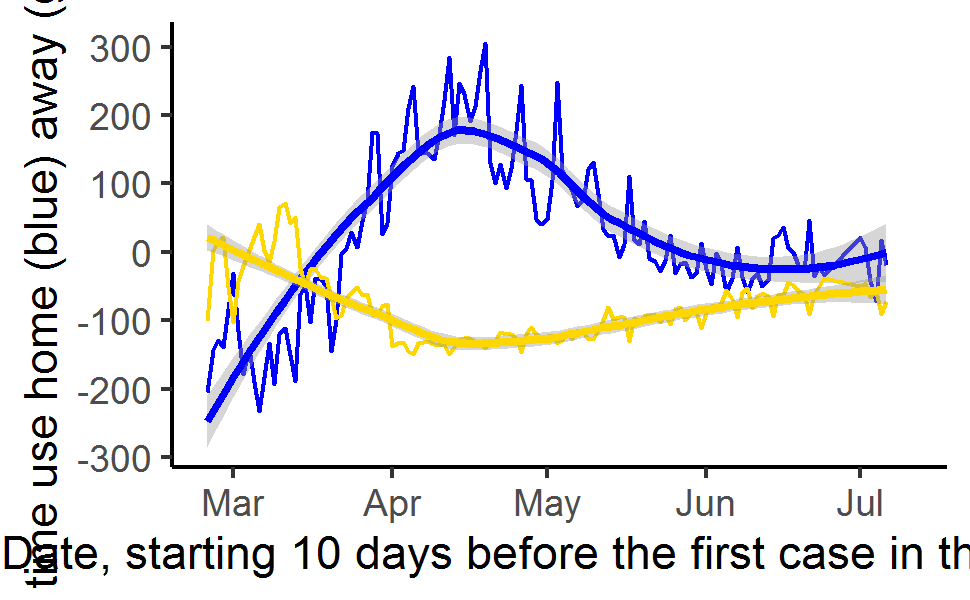 time use home (blue) away (
300
200
100
0
-100
-200
-300
Mar Apr May Jun Jul
Date, starting 10 days before the first case in th